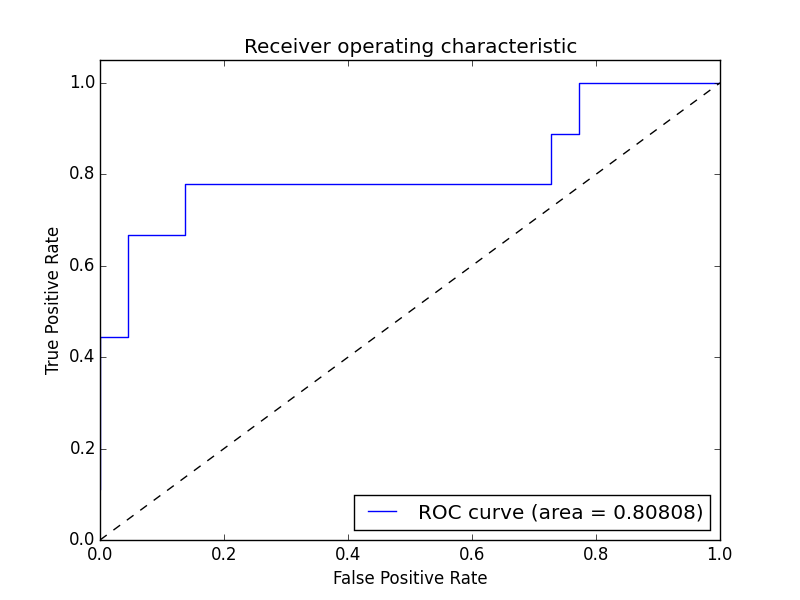 Receiver operating characteristic
1.0
0.8
0.6
0.4
0.2
0.0
True Positive Rate
ROC curve (area = 0.80808)
0.0 0.2 0.4 0.6 0.8 1.0
False Positive Rate